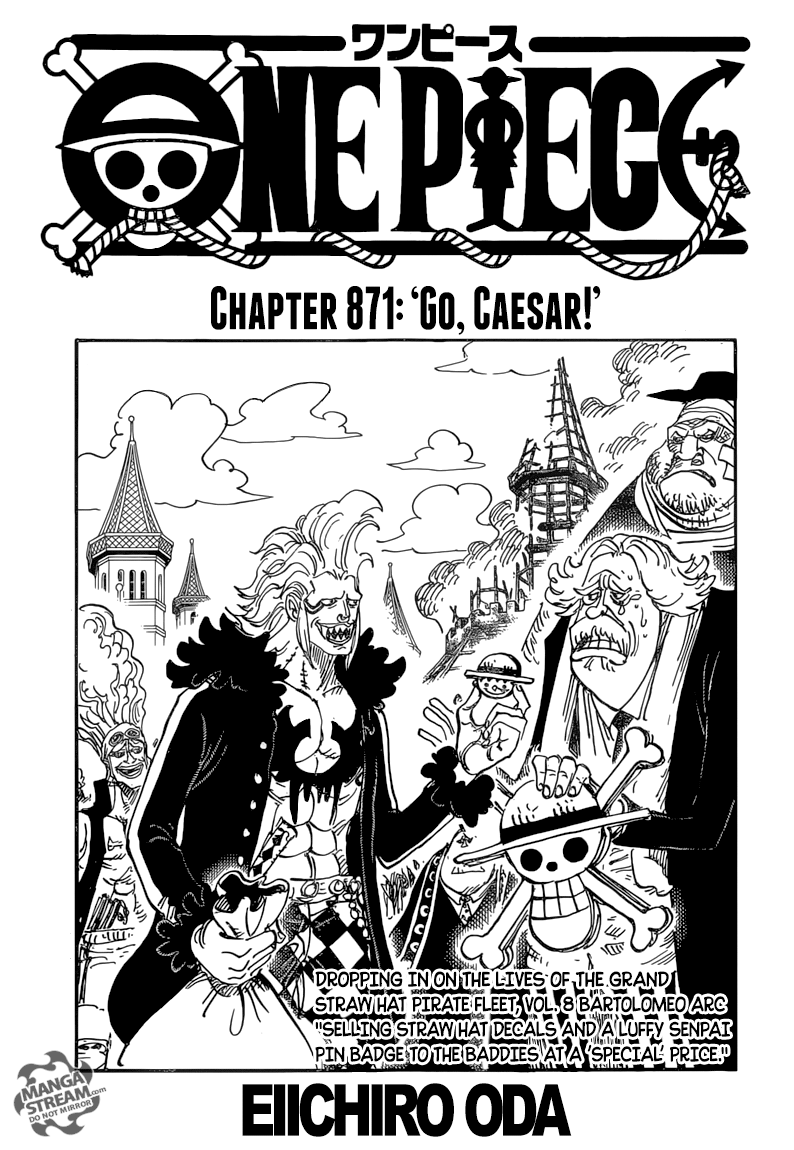 ワンピース
ONE PIECE
CHAPTER 871: ‘GO, CAESAR!’
DROPPING IN ON THE LIVES OF THE GRAND
STRAW HAT PIRATE FLEET, VOL. 8 BARTOLOMEO ARC
"SELLING STRAW HAT DECALS AND A LUFFY SENPAI
PIN BADGE TO THE BADDIES AT A 'SPECIAL' PRICE."
MANGA
STREAM.com
DO NOT MIRROR
EIICHIRO ODA